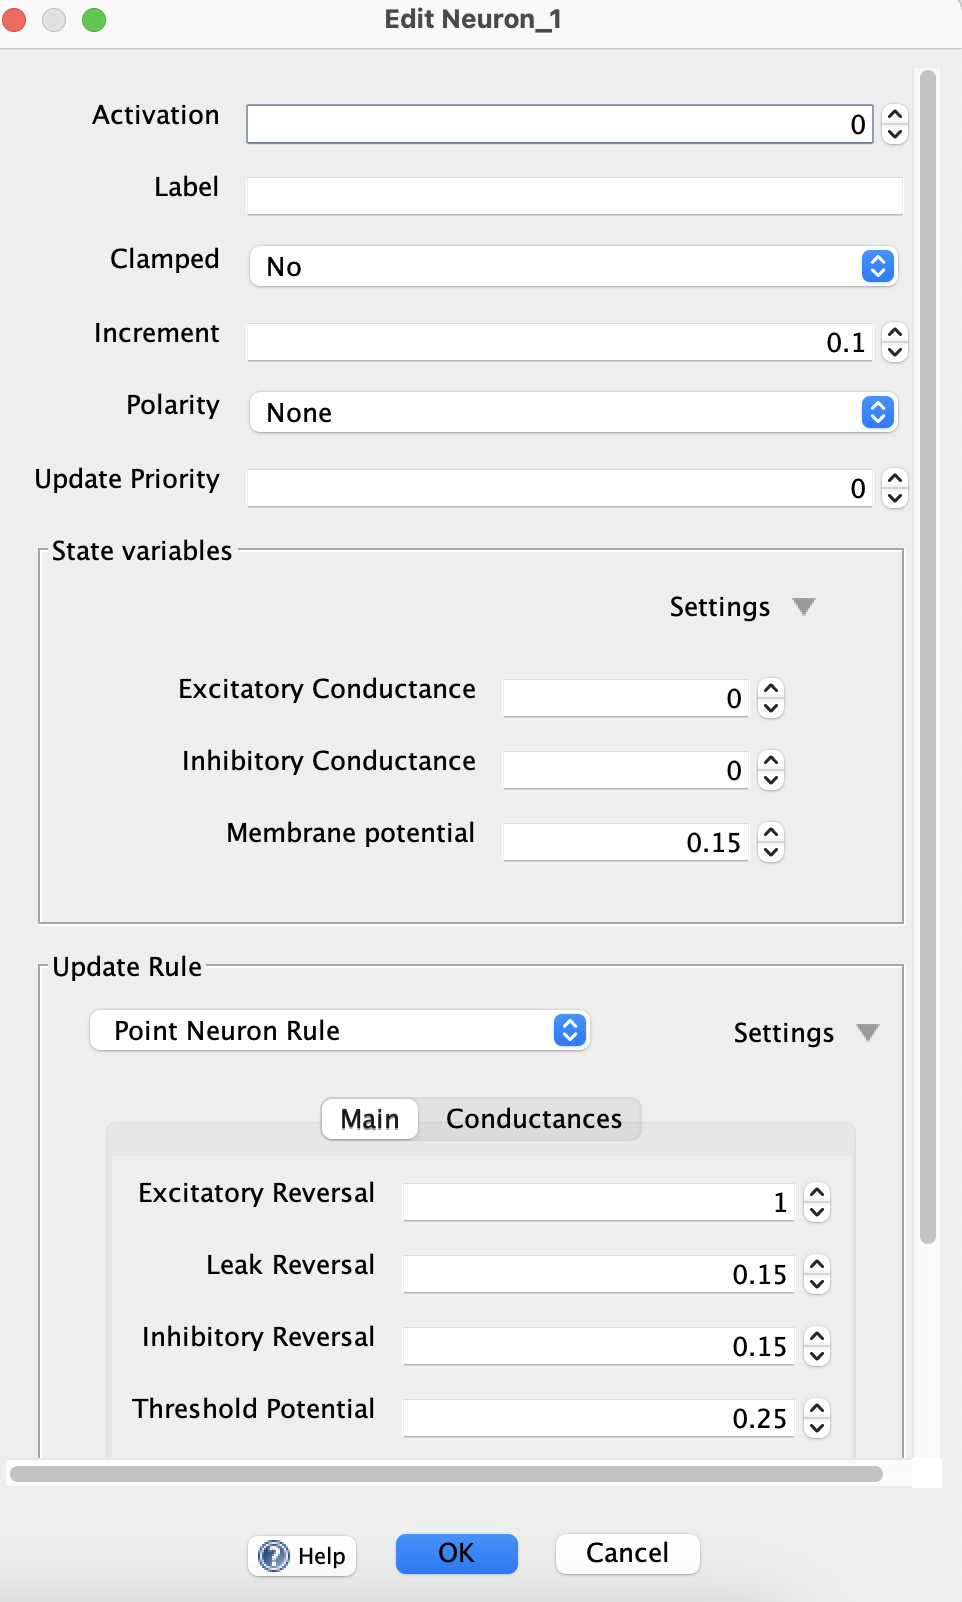 Edit Neuron_1
Activation 0
Label
Clamped No
Increment 0.1
Polarity None
Update Priority 0
State variables
Settings
Excitatory Conductance 0
Inhibitory Conductance 0
Membrane potential 0.15
Update Rule
Point Neuron Rule Settings
Main Conductances
Excitatory Reversal 1
Leak Reversal 0.15
Inhibitory Reversal 0.15
Threshold Potential 0.25
? Help OK Cancel